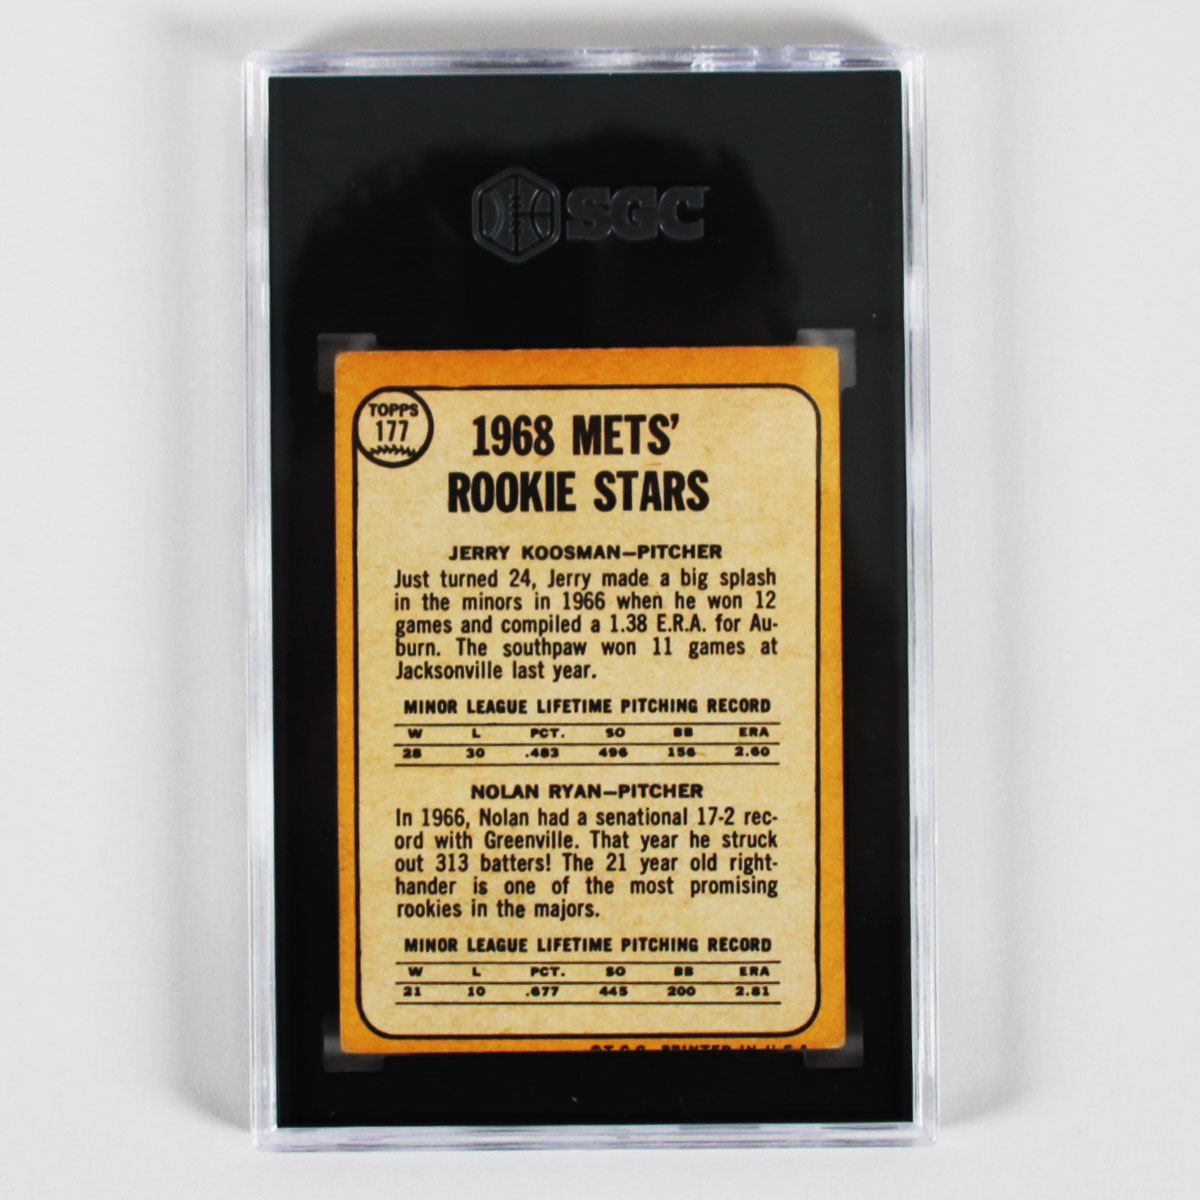 SGC
TOPPS
177
1968 METS'
ROOKIE STARS
JERRY KOOSMAN—PITCHER
Just turned 24, Jerry made a big splash
in the minors in 1966 when he won 12
games and compiled a 1.38 E.R.A. for Au-
burn. The southpaw won 11 games at
Jacksonville last year.
MINOR LEAGUE LIFETIME PITCHING RECORD
W L PCT. SO BB ERA
28 30 .483 496 156 2.60
NOLAN RYAN—PITCHER
In 1966, Nolan had a senational 17-2 rec-
ord with Greenville. That year he struck
out 313 batters! The 21 year old right-
hander is one of the most promising
rookies in the majors.
MINOR LEAGUE LIFETIME PITCHING RECORD
W L PCT. SO BB ERA
21 10 .677 445 200 2.81
©T.C.G. PRINTED IN U.S.A.